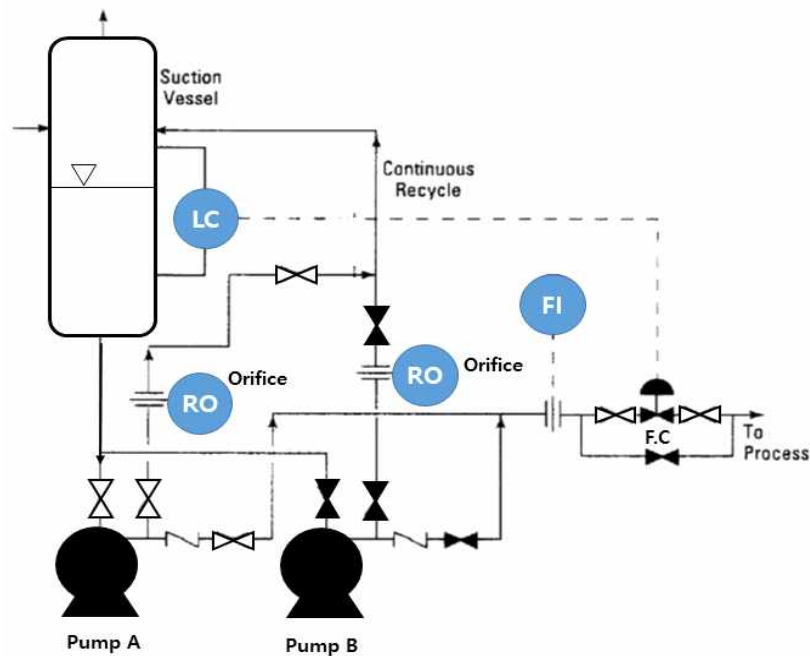 Suction
Vessel
Continuous
Recycle
LC
FI
Orifice
RO
Orifice
RO
F.C
To
Process
Pump A
Pump B